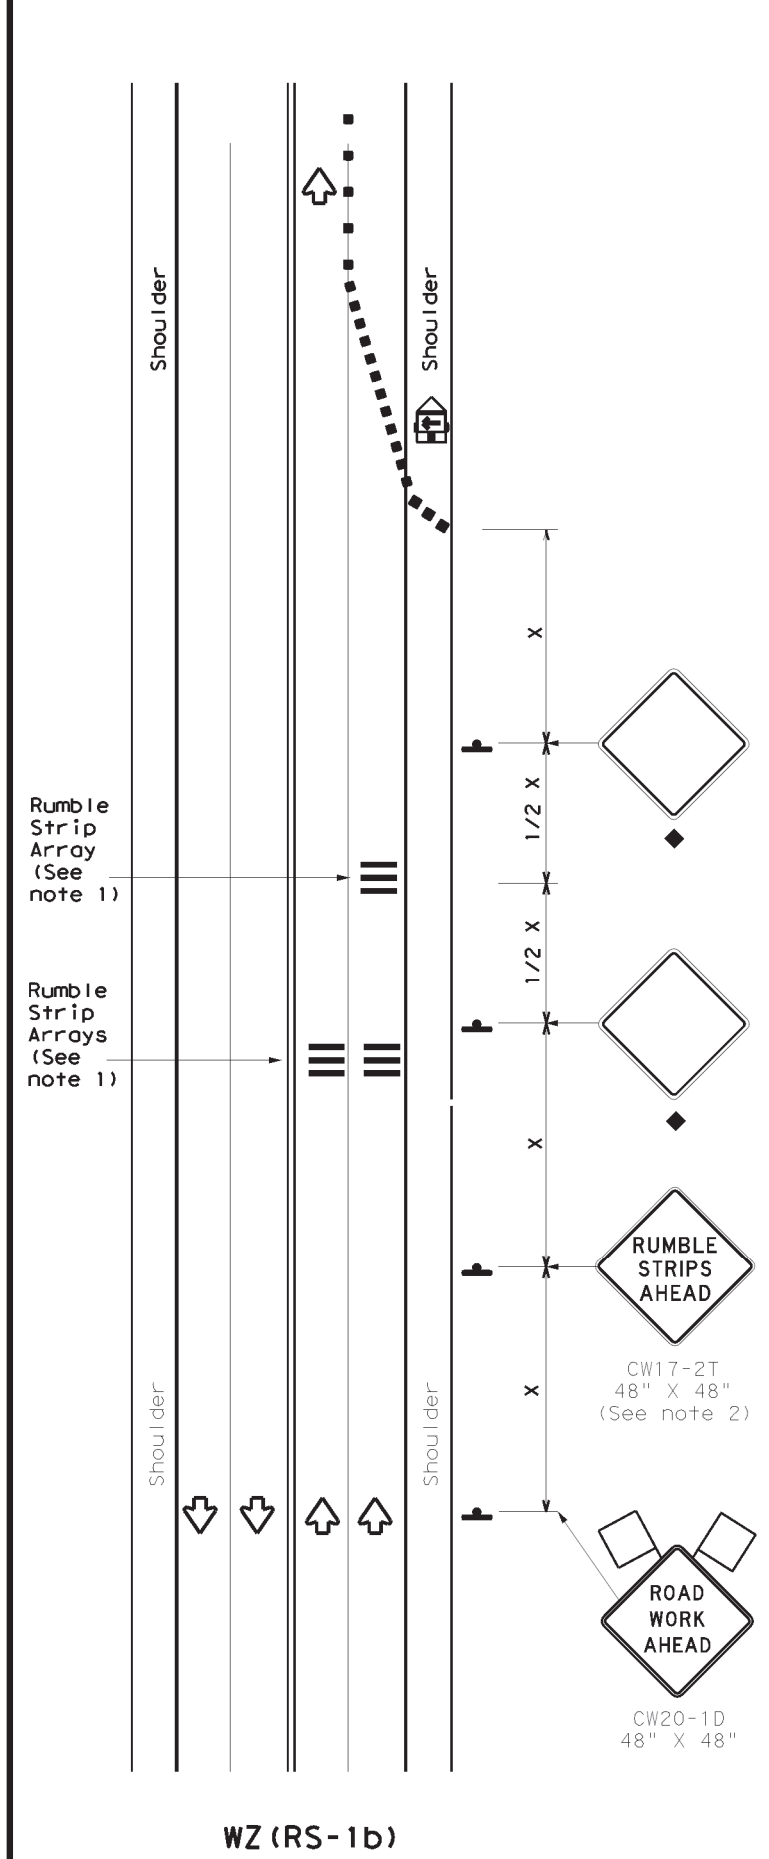 Shoulder
Shoulder
X
1/2 X
Rumble
Strip
Array
(See
note 1)
1/2 X
Rumble
Strip
Arrays
(See
note 1)
X
RUMBLE
STRIPS
AHEAD
CW17-2T
48" X 48"
(See note 2)
X
Shoulder
Shoulder
ROAD
WORK
AHEAD
CW20-1D
48" X 48"
WZ(RS-1b)